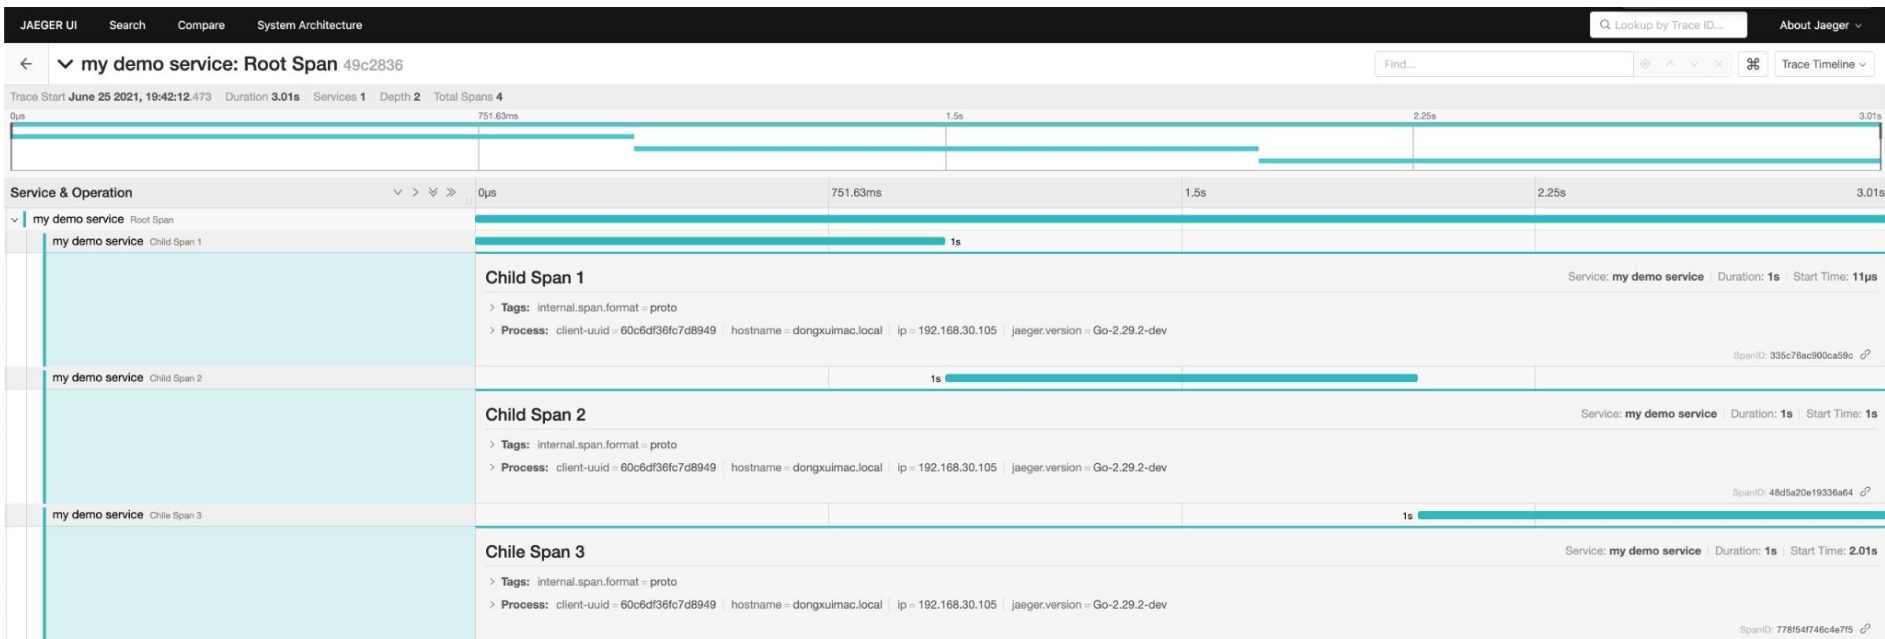 JAEGER UI Search Compare System Architecture Lookup by Trace ID... About Jaeger
my demo service: Root Span 49c2836 Find... Trace Timeline
Trace Start June 25 2021, 19:42:12.473 Duration 3.01s Services 1 Depth 2 Total Spans 4
0μs 751.63ms 1.5s 2.25s 3.01s
Service & Operation 0μs 751.63ms 1.5s 2.25s 3.01s
my demo service Root Span
my demo service Child Span 1 1s
Child Span 1 Service: my demo service Duration: 1s Start Time: 11μs
Tags: internal.span.format = proto
Process: client-uuid = 60c6df36fc7d8949 hostname = dongxuimac.local ip = 192.168.30.105 jaeger.version = Go-2.29.2-dev
SpanID: 335c76ac900ca59c
my demo service Child Span 2 1s
Child Span 2 Service: my demo service Duration: 1s Start Time: 1s
Tags: internal.span.format = proto
Process: client-uuid = 60c6df36fc7d8949 hostname = dongxuimac.local ip = 192.168.30.105 jaeger.version = Go-2.29.2-dev
SpanID: 48d5a20e19336a64
my demo service Chile Span 3 1s
Chile Span 3 Service: my demo service Duration: 1s Start Time: 2.01s
Tags: internal.span.format = proto
Process: client-uuid = 60c6df36fc7d8949 hostname = dongxuimac.local ip = 192.168.30.105 jaeger.version = Go-2.29.2-dev
SpanID: 778f54f746c4e7f5